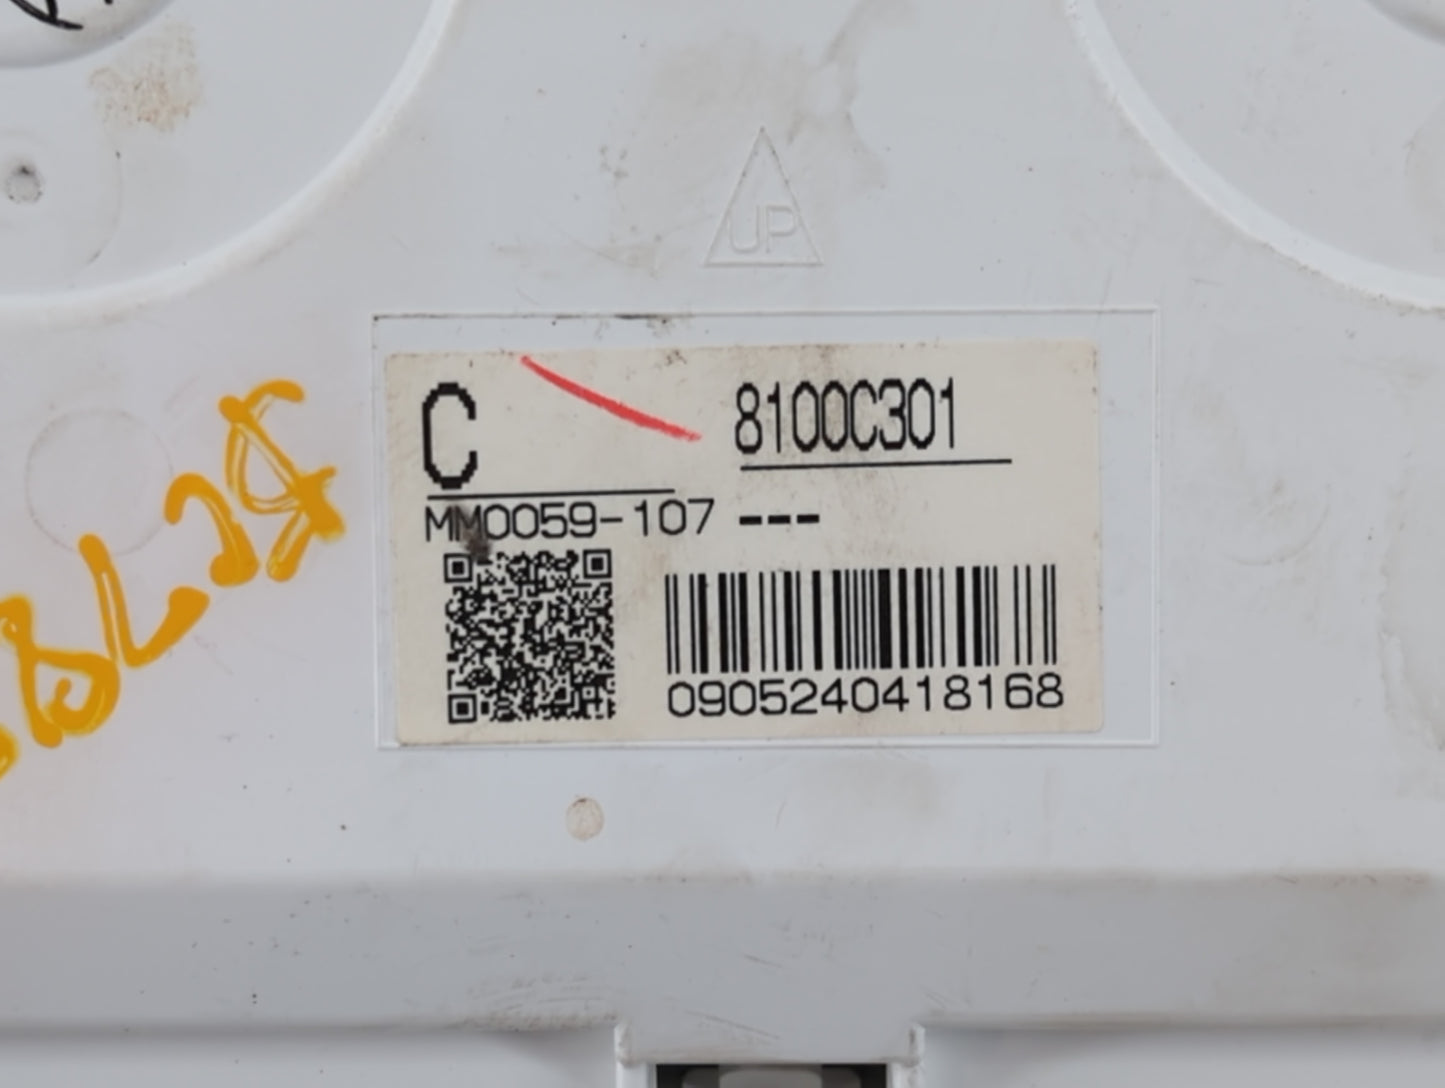 UP
C 8100C301
MM0059-107 ---
0905240418168